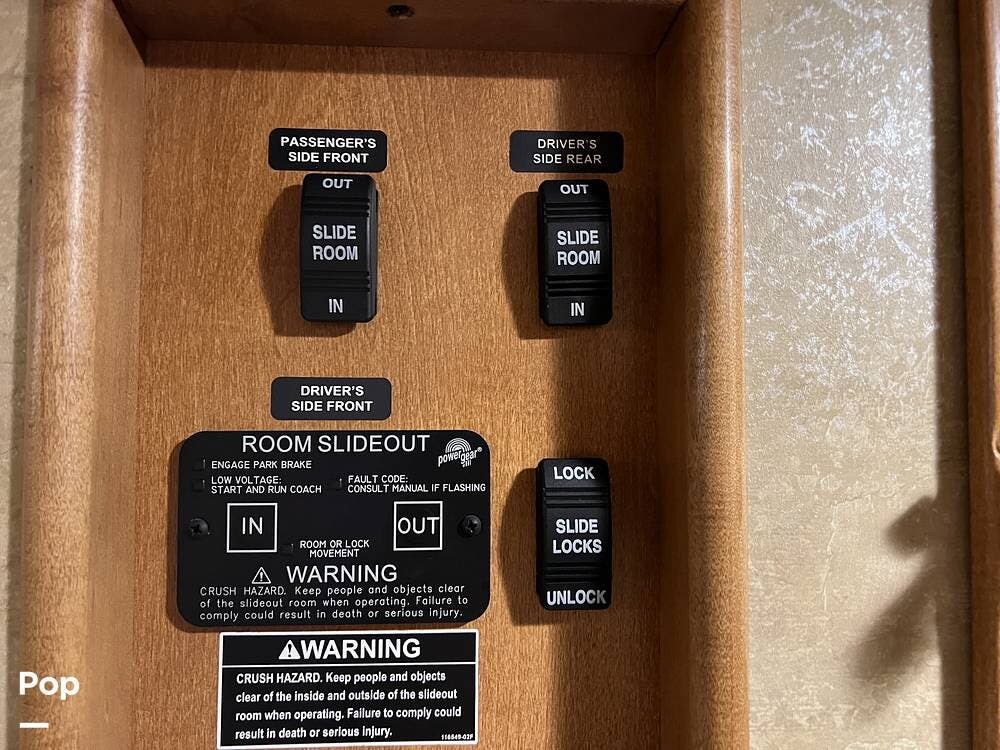 PASSENGER'S
SIDE FRONT
OUT
SLIDE
ROOM
IN
DRIVER'S
SIDE REAR
OUT
SLIDE
ROOM
IN
DRIVER'S
SIDE FRONT
ROOM SLIDEOUT
powergear®
ENGAGE PARK BRAKE
LOW VOLTAGE:
START AND RUN COACH
FAULT CODE:
CONSULT MANUAL IF FLASHING
IN
OUT
ROOM OR LOCK
MOVEMENT
WARNING
CRUSH HAZARD. Keep people and objects clear
of the slideout room when operating. Failure to
comply could result in death or serious injury.
LOCK
SLIDE
LOCKS
UNLOCK
WARNING
CRUSH HAZARD. Keep people and objects
clear of the inside and outside of the slideout
room when operating. Failure to comply could
result in death or serious injury.
116549-02F
Pop